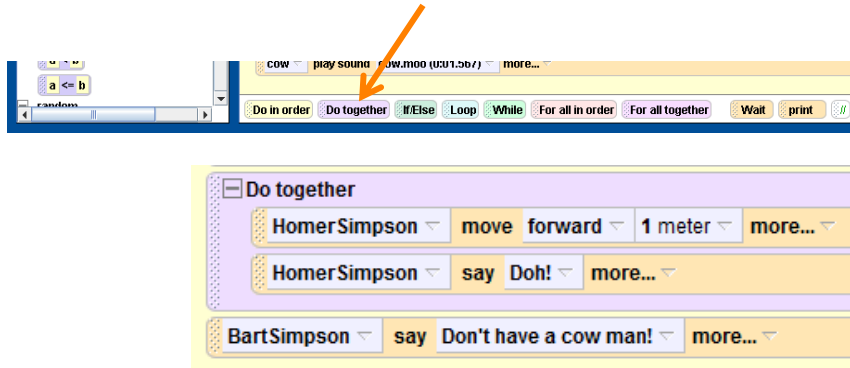 cow play sound cow.moo (0:01.567) more...
a <= b
random
Do in order Do together If/Else Loop While For all in order For all together Wait print //
Do together
HomerSimpson move forward 1 meter more...
HomerSimpson say Doh! more...
BartSimpson say Don't have a cow man! more...